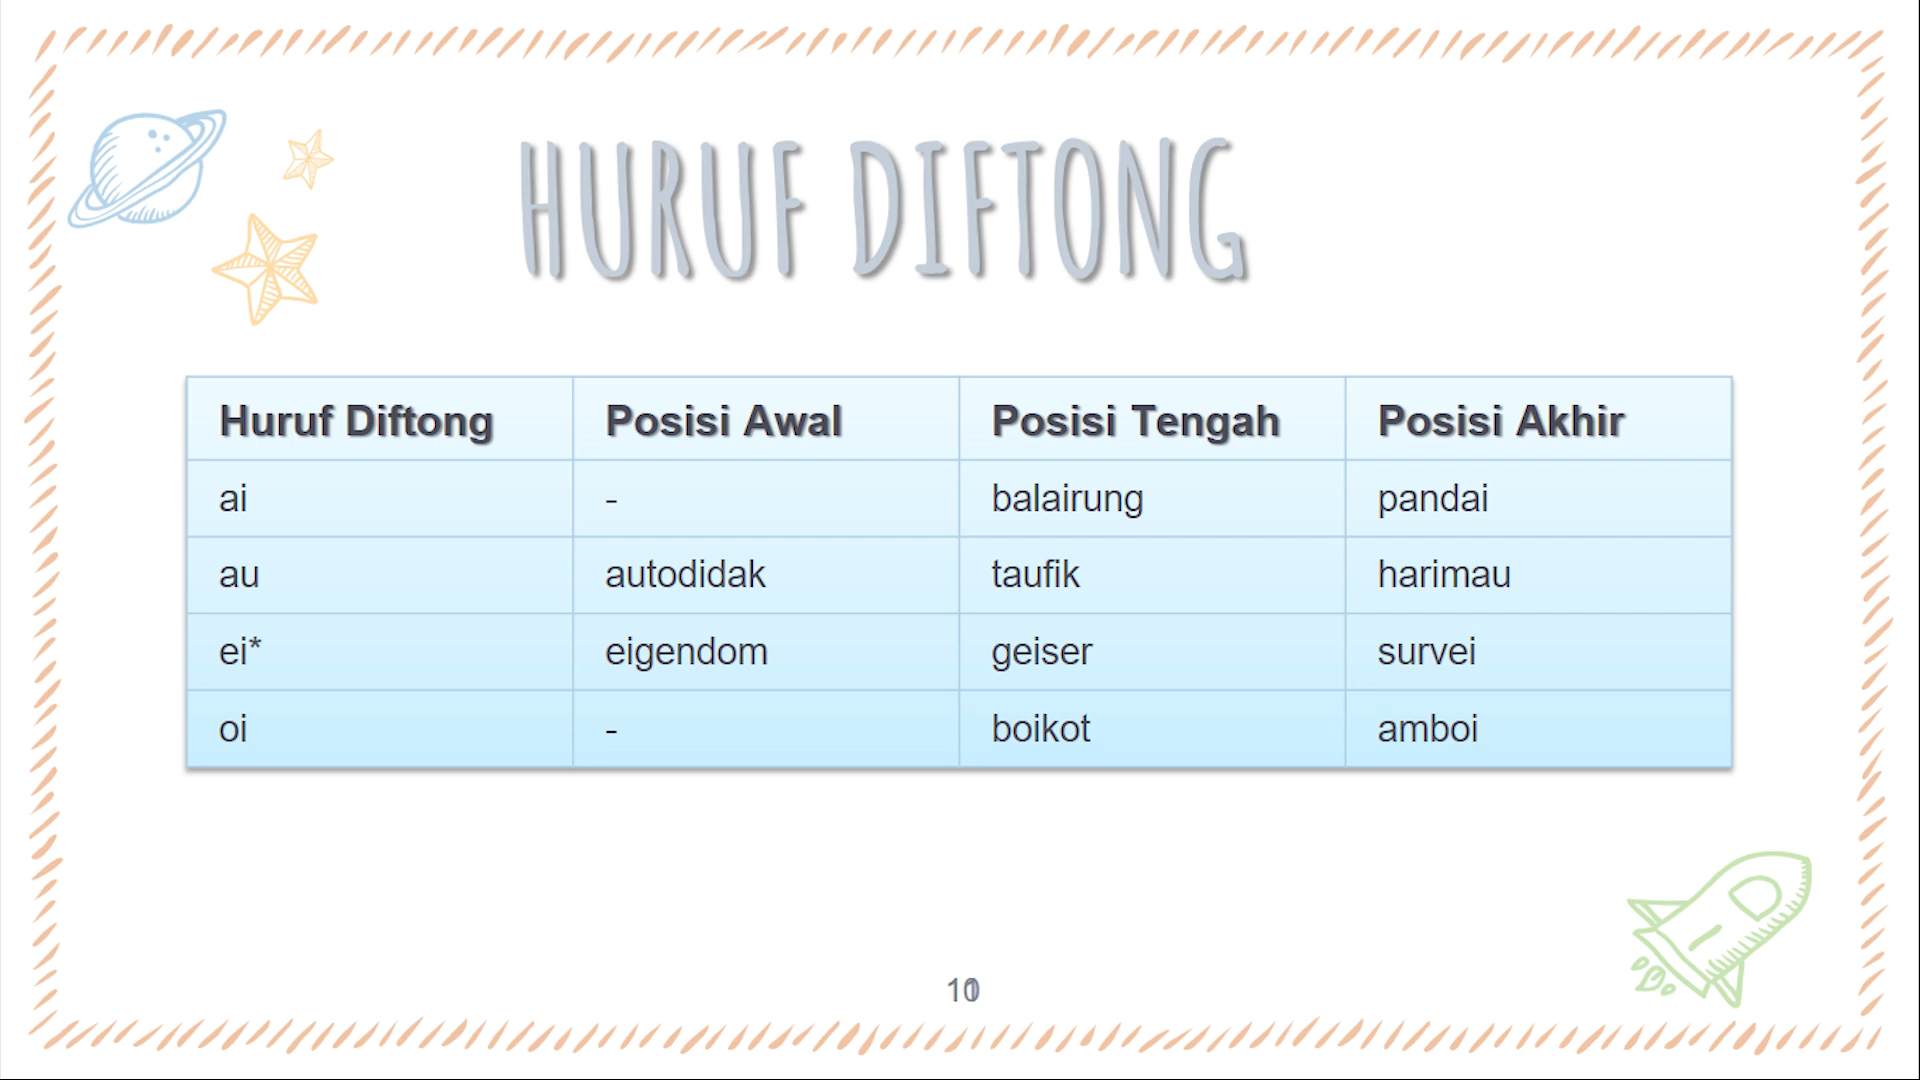 HURUF DIFTONG
Huruf Diftong Posisi Awal Posisi Tengah Posisi Akhir
ai - balairung pandai
au autodidak taufik harimau
ei* eigendom geiser survei
oi - boikot amboi